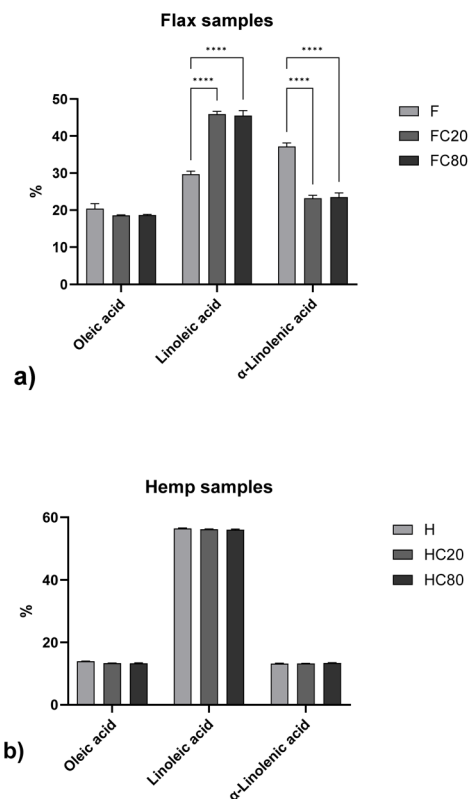 Flax samples
****
****
****
****
50
40
30
20
10
0
%
Oleic acid
Linoleic acid
α-Linolenic acid
F
FC20
FC80
a)
Hemp samples
60
40
20
0
%
Oleic acid
Linoleic acid
α-Linolenic acid
H
HC20
HC80
b)